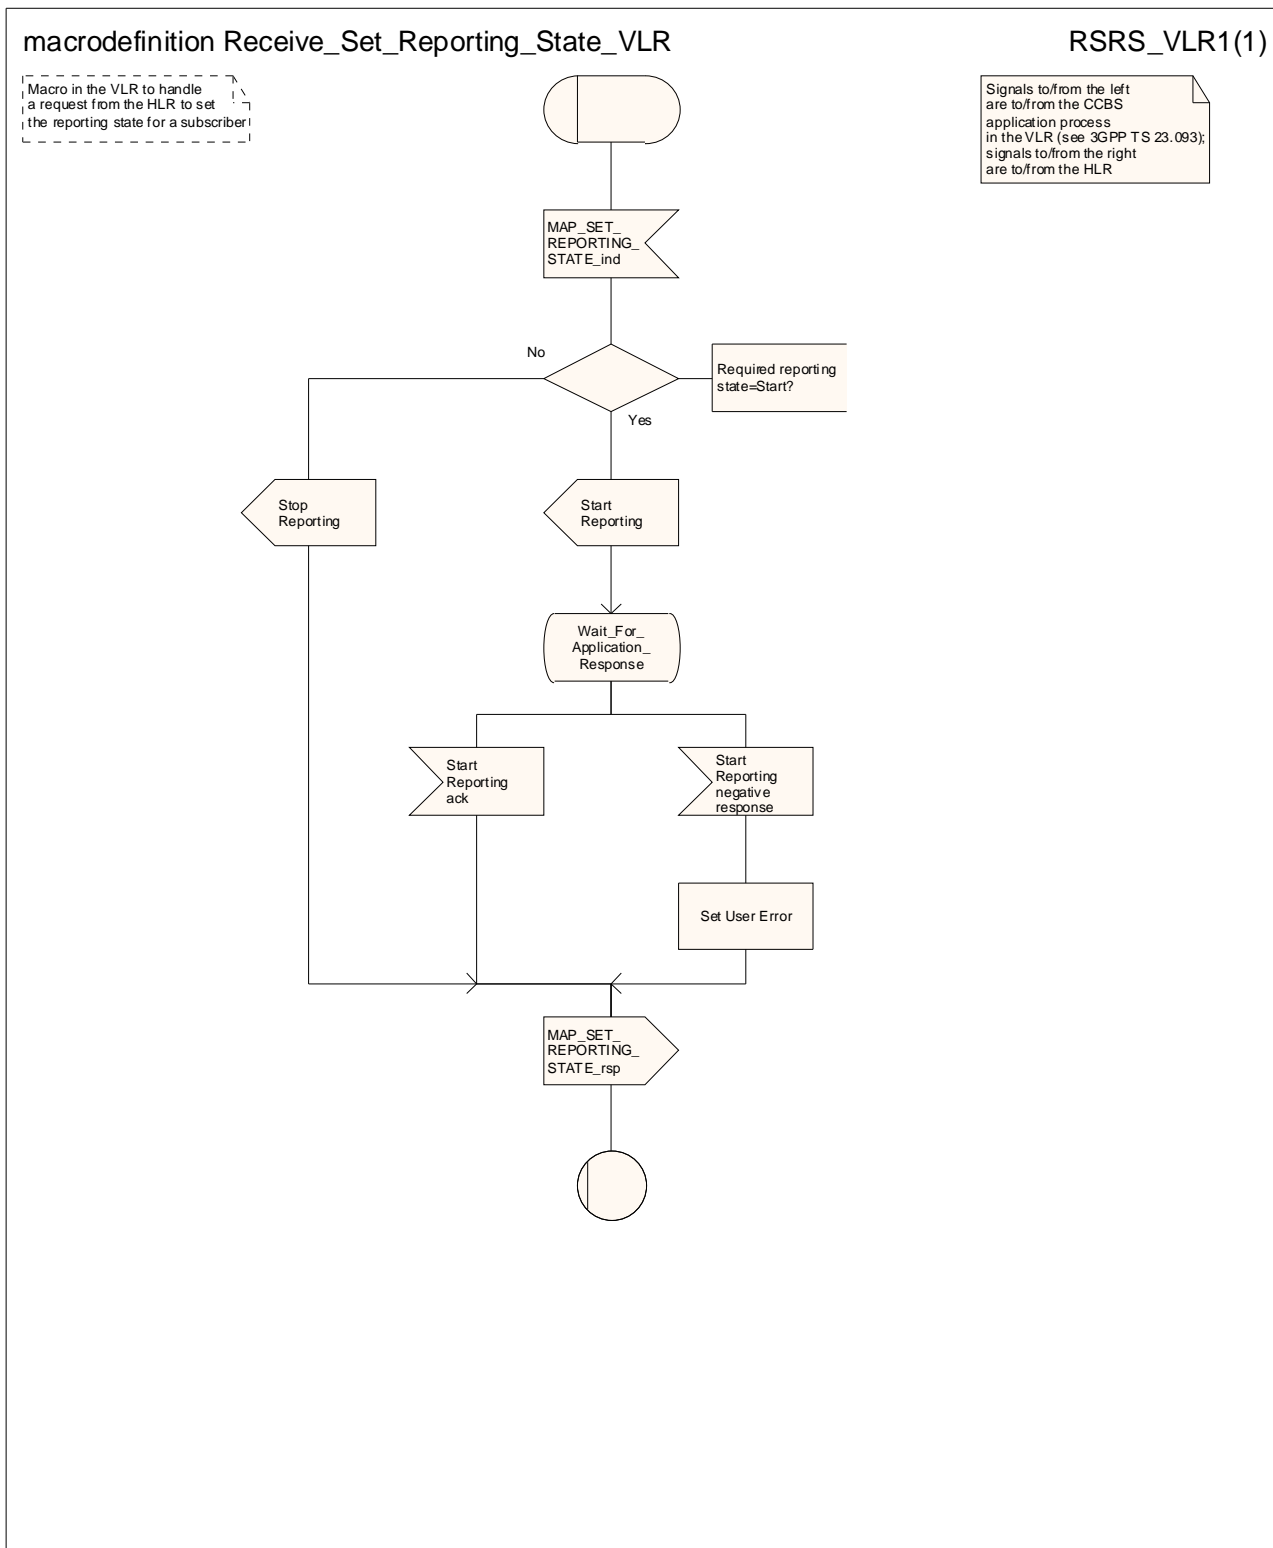 macrodefinition Receive_Set_Reporting_State_VLR
RSRS_VLR1(1)
Macro in the VLR to handle
a request from the HLR to set
the reporting state for a subscriber
Signals to/from the left
are to/from the CCBS
application process
in the VLR (see 3GPP TS 23.093);
signals to/from the right
are to/from the HLR
MAP_SET_
REPORTING_
STATE_ind
No
Required reporting
state=Start?
Yes
Stop
Reporting
Start
Reporting
Wait_For_
Application_
Response
Start
Reporting
ack
Start
Reporting
negative
response
Set User Error
MAP_SET_
REPORTING_
STATE_rsp